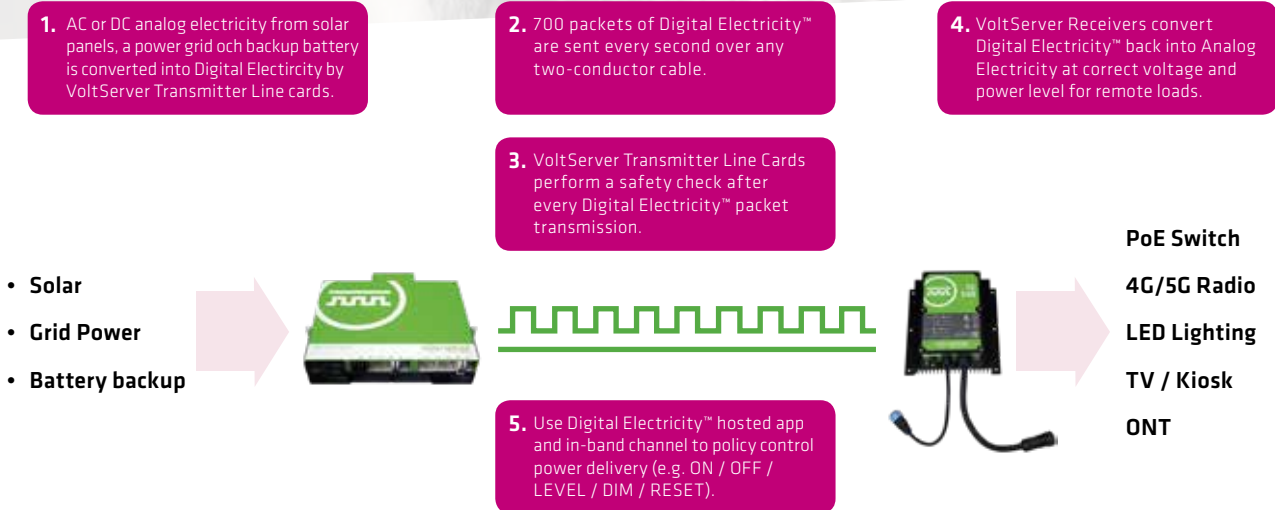 1. AC or DC analog electricity from solar
panels, a power grid och backup battery
is converted into Digital Electircity by
VoltServer Transmitter Line cards.
2. 700 packets of Digital Electricity™
are sent every second over any
two-conductor cable.
4. VoltServer Receivers convert
Digital Electricity™ back into Analog
Electricity at correct voltage and
power level for remote loads.
3. VoltServer Transmitter Line Cards
perform a safety check after
every Digital Electricity™ packet
transmission.
• Solar
• Grid Power
• Battery backup
PoE Switch
4G/5G Radio
LED Lighting
TV / Kiosk
ONT
5. Use Digital Electricity™ hosted app
and in-band channel to policy control
power delivery (e.g. ON / OFF /
LEVEL / DIM / RESET).